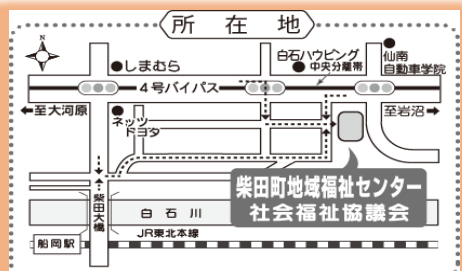 所在地
しまむら
白石ハウビング
中央分離帯
仙南
自動車学院
4号バイパス
←至大河原
至岩沼→
ネッツ
トヨタ
柴田町地域福祉センター
社会福祉協議会
柴田大橋
白石川
JR東北本線
船岡駅